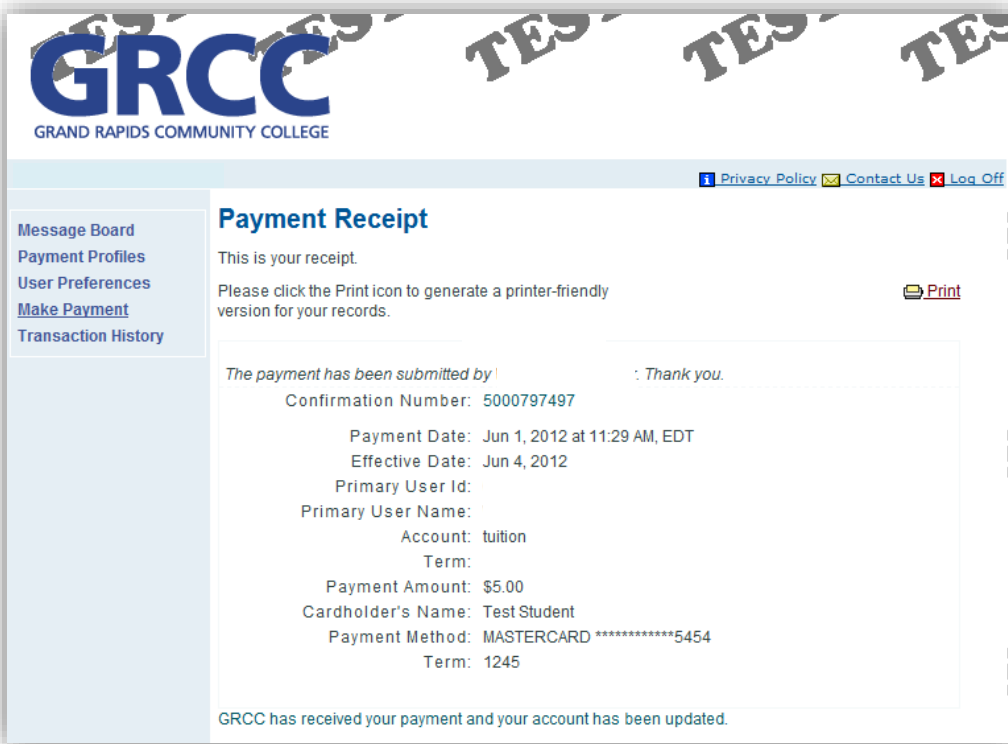 TES TES TES TES TES
GRCC
GRAND RAPIDS COMMUNITY COLLEGE
Privacy Policy Contact Us Log Off
Message Board
Payment Profiles
User Preferences
Make Payment
Transaction History
Payment Receipt
This is your receipt.
Please click the Print icon to generate a printer-friendly
version for your records.
Print
The payment has been submitted by . Thank you.
Confirmation Number: 5000797497
Payment Date: Jun 1, 2012 at 11:29 AM, EDT
Effective Date: Jun 4, 2012
Primary User Id:
Primary User Name:
Account: tuition
Term:
Payment Amount: $5.00
Cardholder's Name: Test Student
Payment Method: MASTERCARD ************5454
Term: 1245
GRCC has received your payment and your account has been updated.